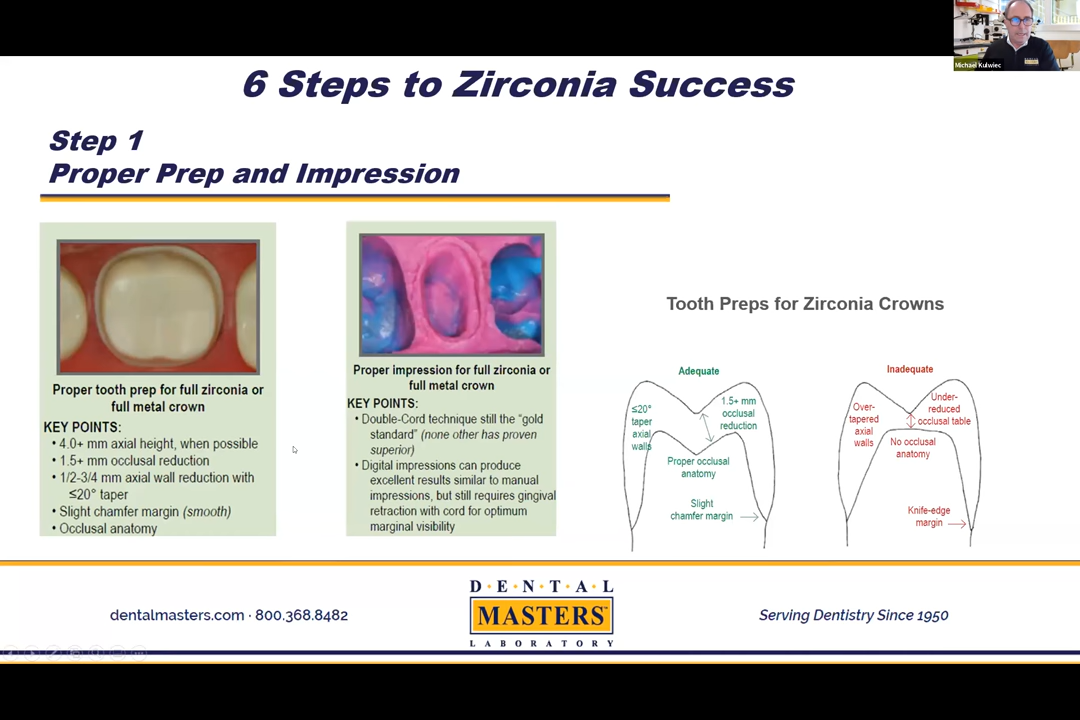 Michael Kulwiec
6 Steps to Zirconia Success
Step 1
Proper Prep and Impression
Proper tooth prep for full zirconia or
full metal crown
KEY POINTS:
• 4.0+ mm axial height, when possible
• 1.5+ mm occlusal reduction
• 1/2-3/4 mm axial wall reduction with
≤20° taper
• Slight chamfer margin (smooth)
• Occlusal anatomy
Proper impression for full zirconia or
full metal crown
KEY POINTS:
• Double-Cord technique still the “gold
standard” (none other has proven
superior)
• Digital impressions can produce
excellent results similar to manual
impressions, but still requires gingival
retraction with cord for optimum
marginal visibility
Tooth Preps for Zirconia Crowns
Adequate
≤20°
taper
axial
walls
1.5+ mm
occlusal
reduction
Proper occlusal
anatomy
Slight
chamfer margin
Inadequate
Over-
tapered
axial
walls
Under-
reduced
occlusal table
No occlusal
anatomy
Knife-edge
margin
dentalmasters.com · 800.368.8482
D·E·N·T·A·L
MASTERS™
LABORATORY
Serving Dentistry Since 1950